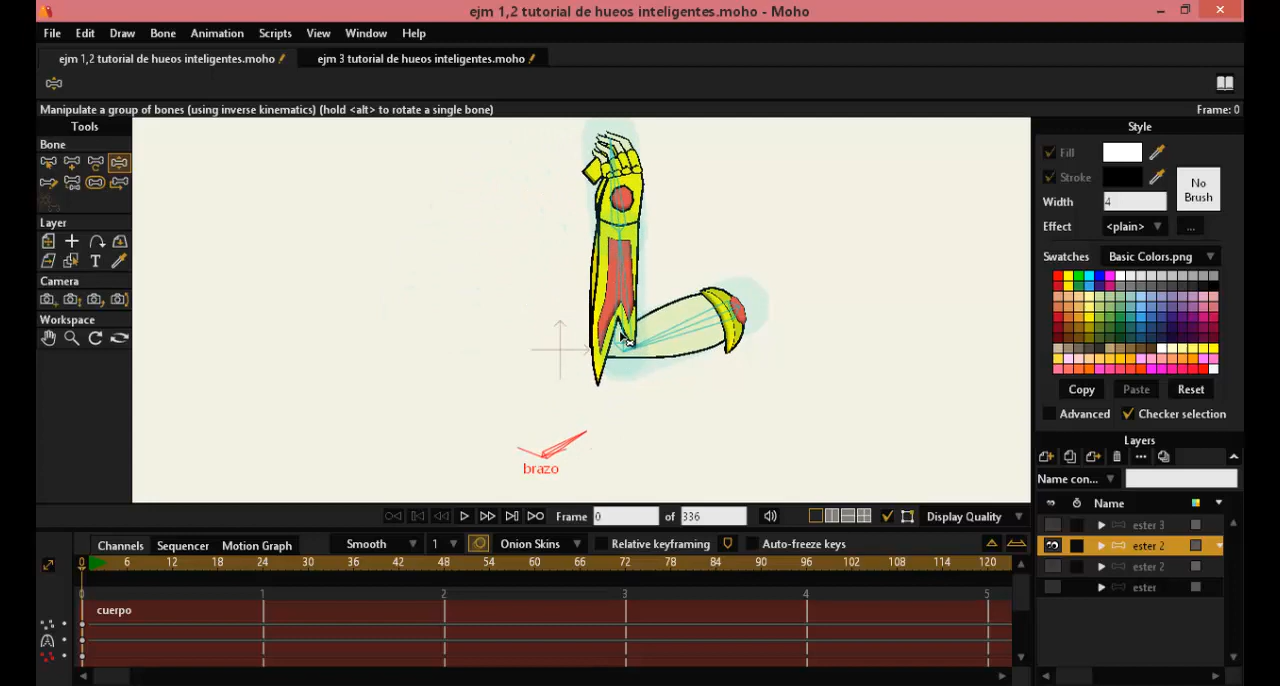 ejm 1,2 tutorial de hueos inteligentes.moho - Moho
File Edit Draw Bone Animation Scripts View Window Help
ejm 1,2 tutorial de hueos inteligentes.moho ejm 3 tutorial de hueos inteligentes.moho
Manipulate a group of bones (using inverse kinematics) (hold <alt> to rotate a single bone) Frame: 0
Tools Style
Bone
Fill
Stroke
No
Brush
Width 4
Layer
Effect <plain> ...
T
Swatches Basic Colors.png
Camera
Workspace
Copy Paste Reset
Advanced Checker selection
Layers
brazo
Name con...
Name
Frame 0 of 336 Display Quality
ester 3
Channels Sequencer Motion Graph Smooth 1 Onion Skins Relative keyframing Auto-freeze keys
ester 2
0 6 12 18 24 30 36 42 48 54 60 66 72 78 84 90 96 102 108 114 120
ester 2
ester
0 1 2 3 4 5
cuerpo